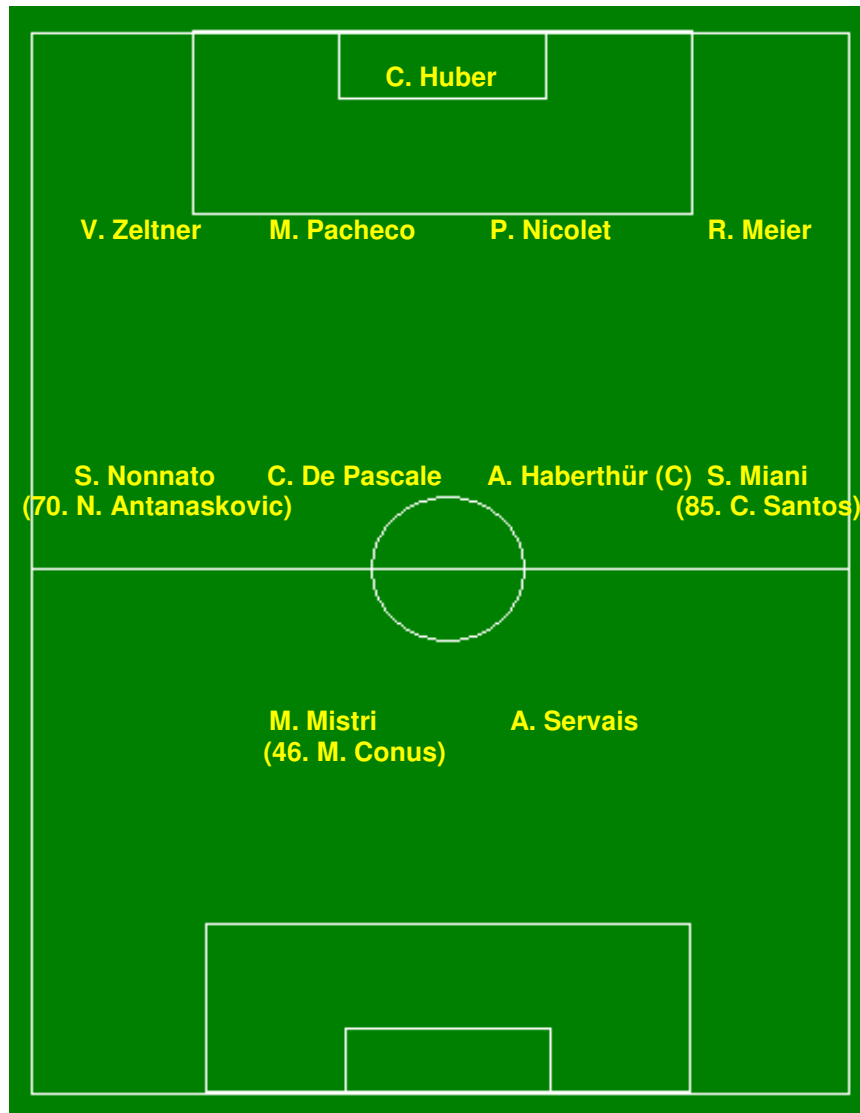 C. Huber
V. Zeltner M. Pacheco P. Nicolet R. Meier
S. Nonnato C. De Pascale A. Haberthür (C) S. Miani
(70. N. Antanaskovic) (85. C. Santos)
M. Mistri A. Servais
(46. M. Conus)